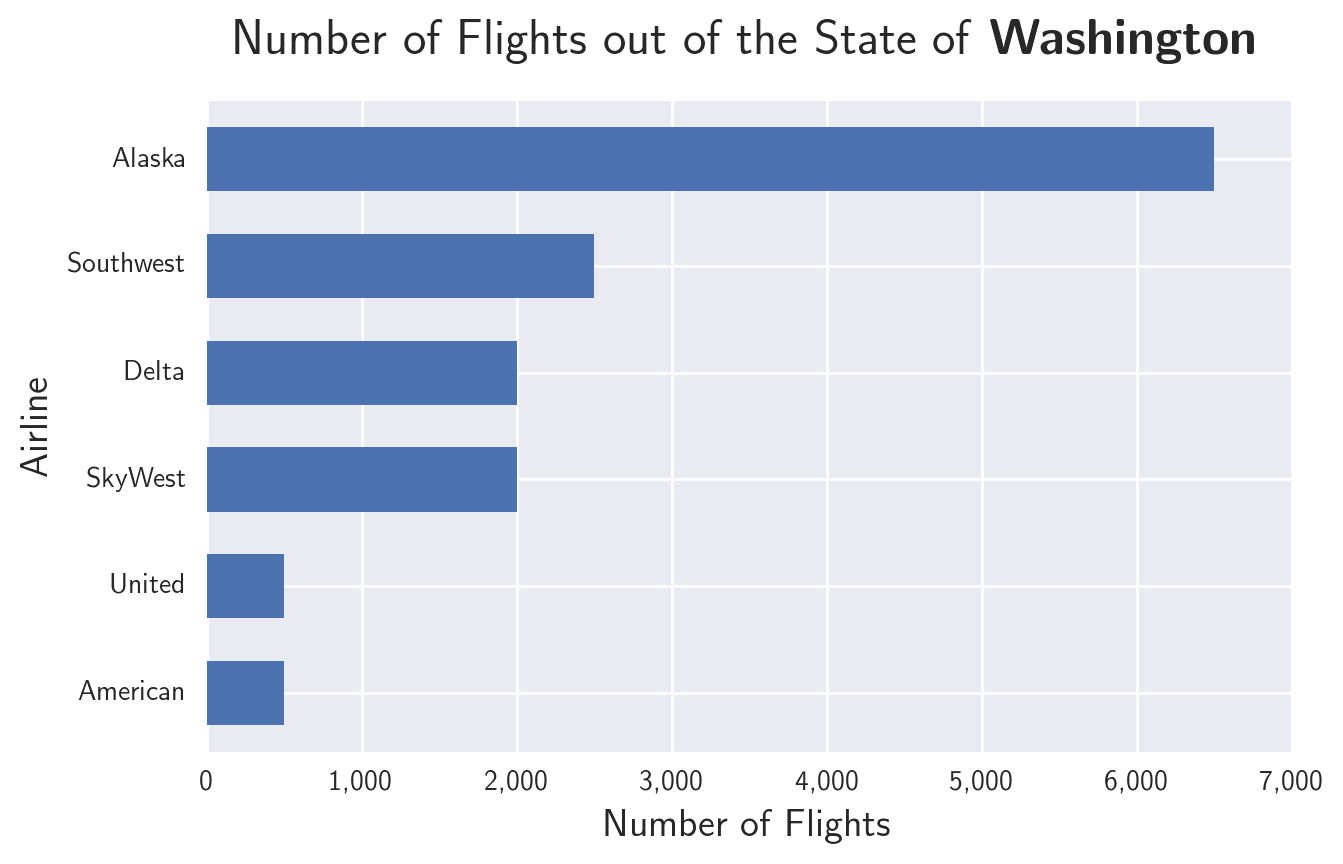 Number of Flights out of the State of Washington
Alaska
Southwest
Delta
SkyWest
United
American
Airline
0 1,000 2,000 3,000 4,000 5,000 6,000 7,000
Number of Flights